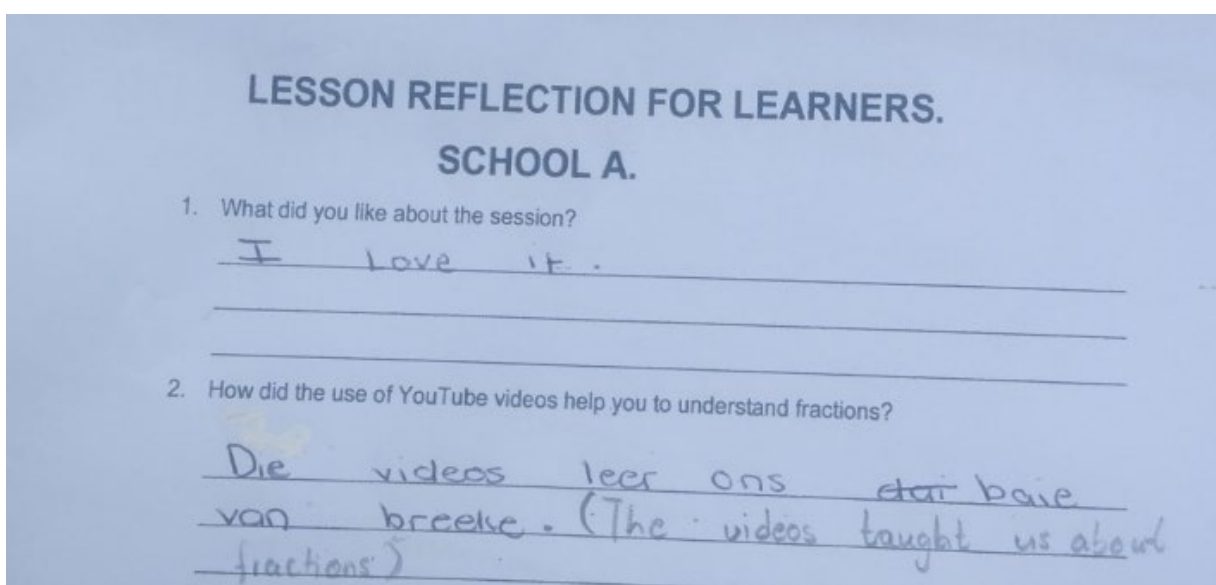 LESSON REFLECTION FOR LEARNERS.
SCHOOL A.
1. What did you like about the session?
I Love it.
2. How did the use of YouTube videos help you to understand fractions?
Die videos leer ons baie
van breeke. (The videos taught us about
fractions)